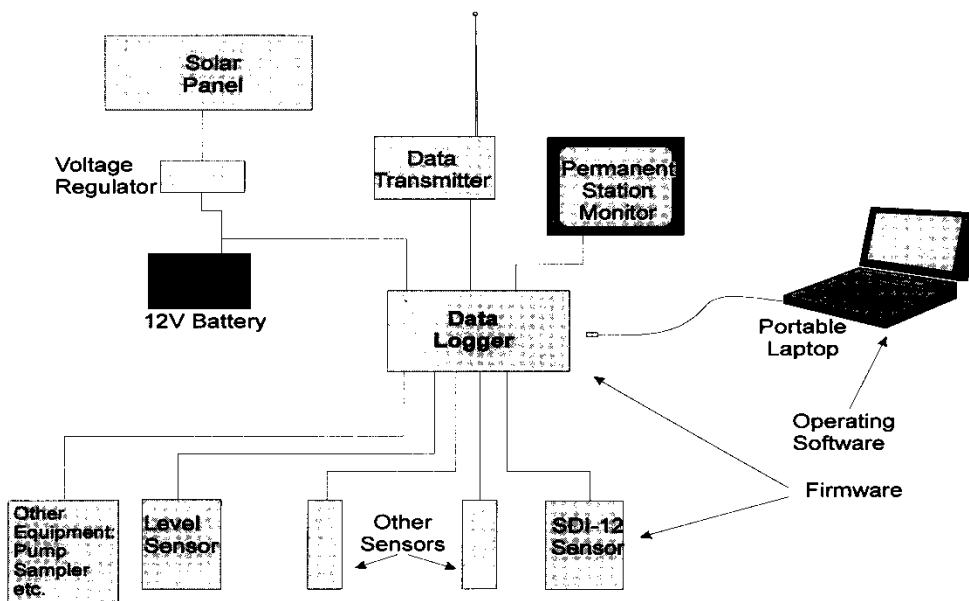 Solar
Panel
Voltage
Regulator
Data
Transmitter
Permanent
Station
Monitor
12V Battery
Data
Logger
Portable
Laptop
Operating
Software
Firmware
Other
Equipment:
Pump
Sampler
etc.
Level
Sensor
Other
Sensors
SDI-12
Sensor